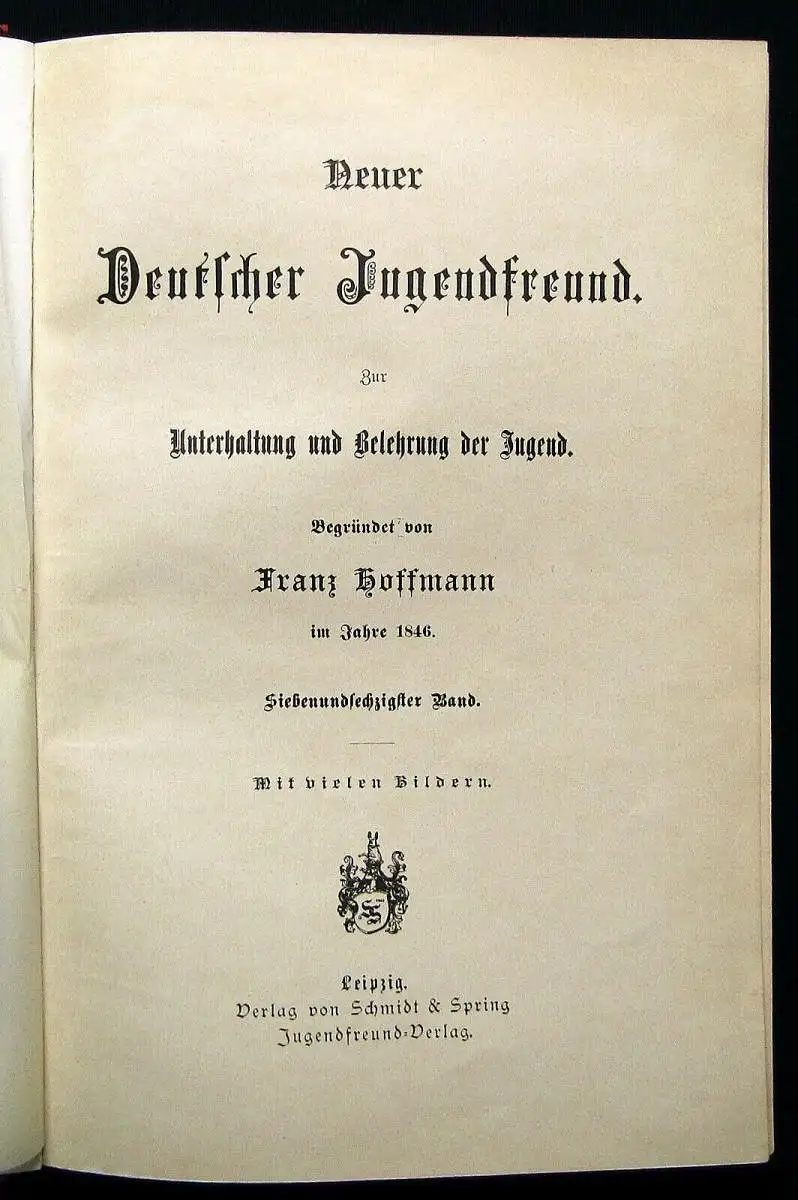 Neuer
Deutscher Jugendfreund.
Zur
Unterhaltung und Belehrung der Jugend.
Begründet von
Franz Hoffmann
im Jahre 1846.
Siebenundsechzigster Band.
Mit vielen Bildern.
Leipzig.
Verlag von Schmidt & Spring
Jugendfreund-Verlag.